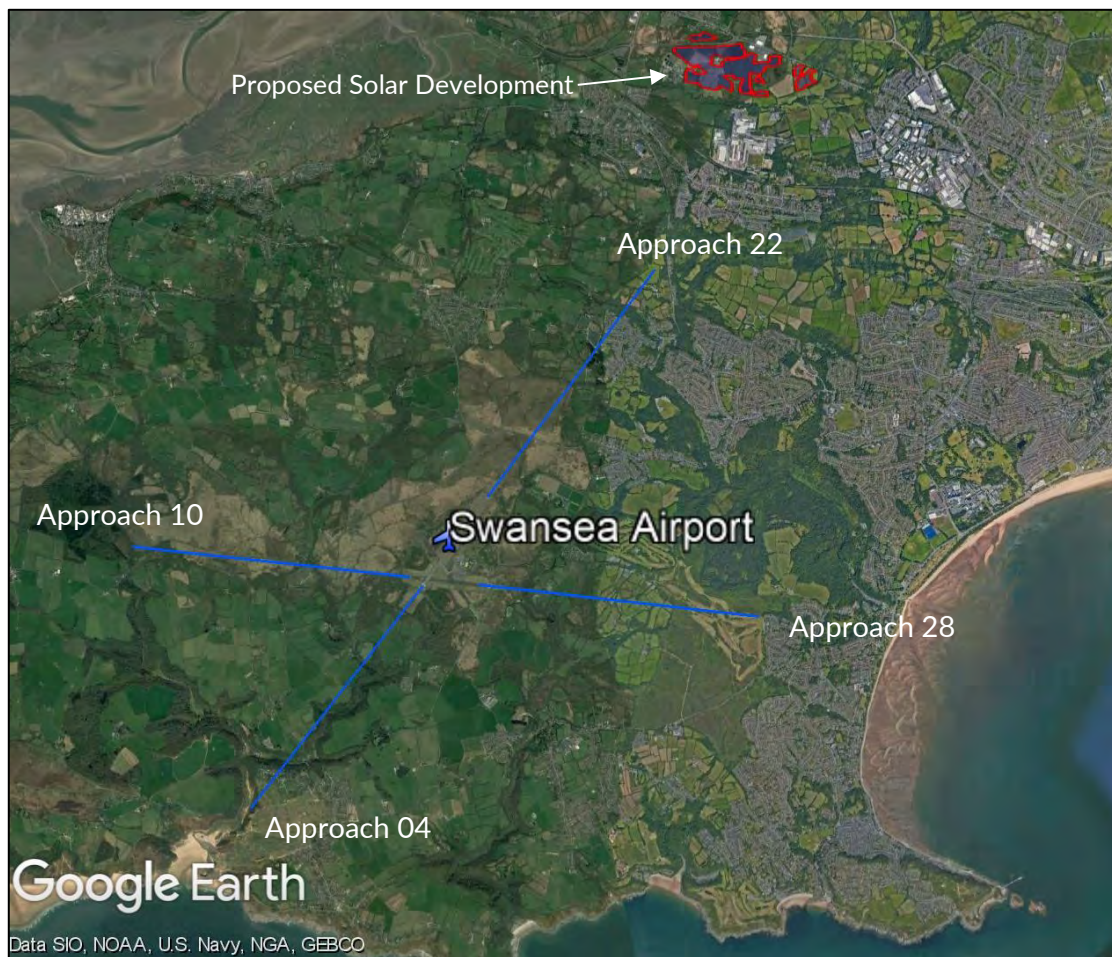 Proposed Solar Development
Approach 22
Approach 10
Swansea Airport
Approach 28
Approach 04
Google Earth
Data SIO, NOAA, U.S. Navy, NGA, GEBCO